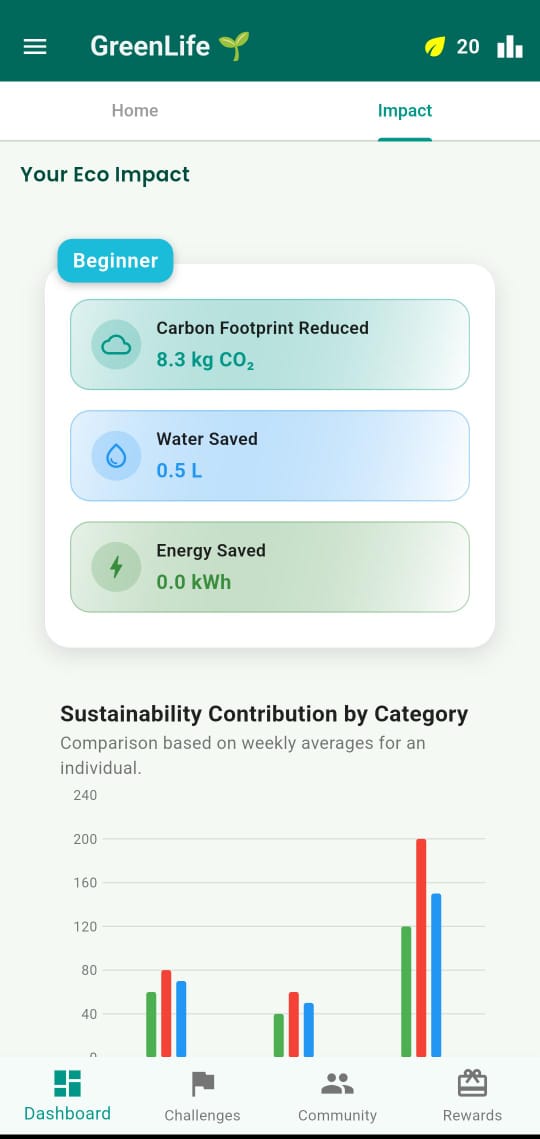 GreenLife 🌱
20
Home
Impact
Your Eco Impact
Beginner
Carbon Footprint Reduced
8.3 kg CO₂
Water Saved
0.5 L
Energy Saved
0.0 kWh
Sustainability Contribution by Category
Comparison based on weekly averages for an
individual.
240
200
160
120
80
40
0
Dashboard
Challenges
Community
Rewards